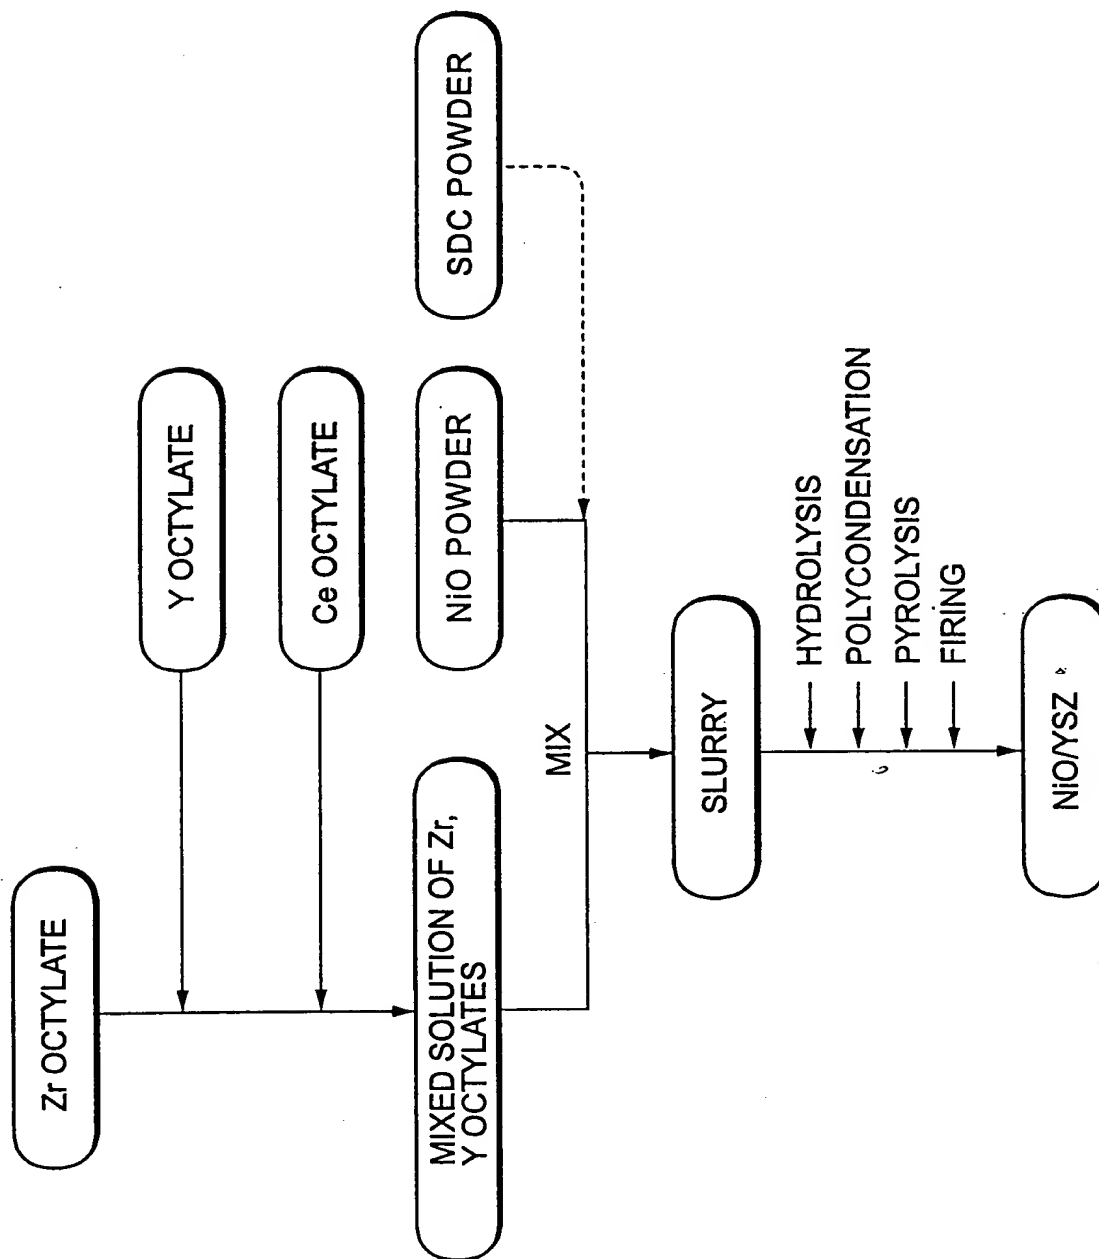 Zr OCTYLATE
Y OCTYLATE
Ce OCTYLATE
MIXED SOLUTION OF Zr,
Y OCTYLATES
NiO POWDER
SDC POWDER
MIX
SLURRY
HYDROLYSIS
POLYCONDENSATION
PYROLYSIS
FIRING
NiO/YSZ